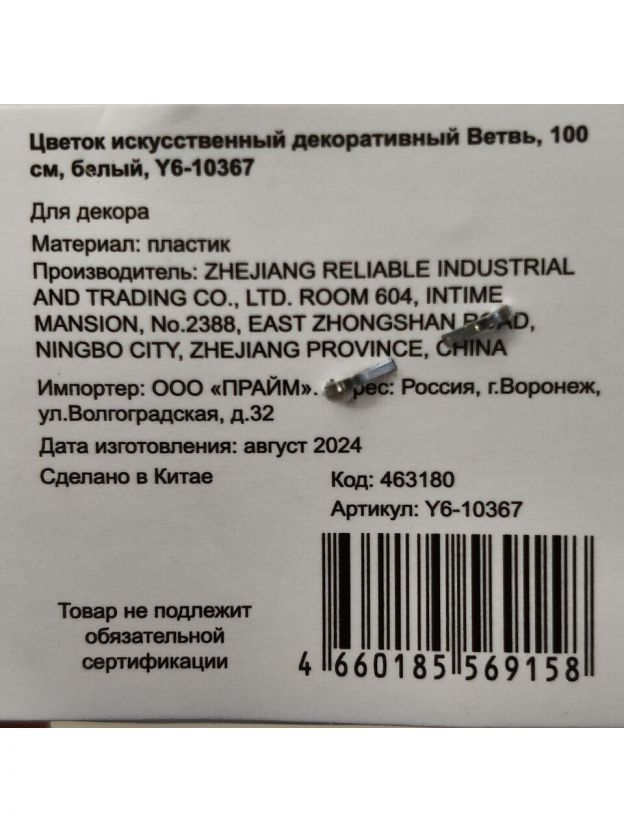 Цветок искусственный декоративный Ветвь, 100
см, белый, Y6-10367
Для декора
Материал: пластик
Производитель: ZHEJIANG RELIABLE INDUSTRIAL
AND TRADING CO., LTD. ROOM 604, INTIME
MANSION, No.2388, EAST ZHONGSHAN ROAD,
NINGBO CITY, ZHEJIANG PROVINCE, CHINA
Импортер: ООО «ПРАЙМ». Адрес: Россия, г.Воронеж,
ул.Волгоградская, д.32
Дата изготовления: август 2024
Сделано в Китае
Код: 463180
Артикул: Y6-10367
Товар не подлежит
обязательной
сертификации
4 660185 569158